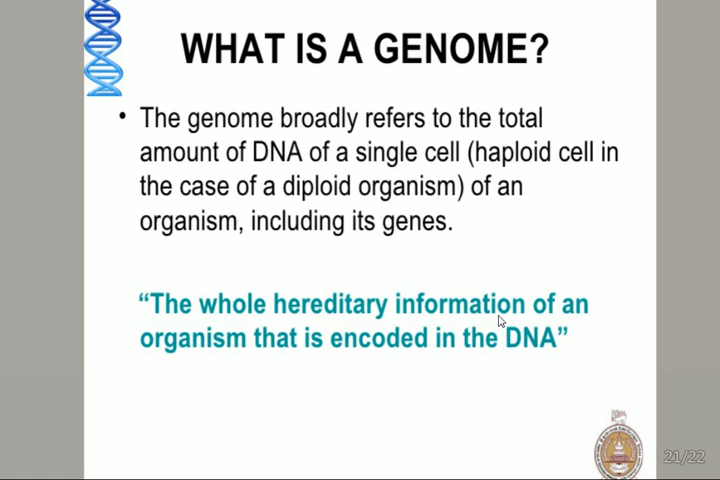 WHAT IS A GENOME?
• The genome broadly refers to the total
amount of DNA of a single cell (haploid cell in
the case of a diploid organism) of an
organism, including its genes.
“The whole hereditary information of an
organism that is encoded in the DNA”
21/22